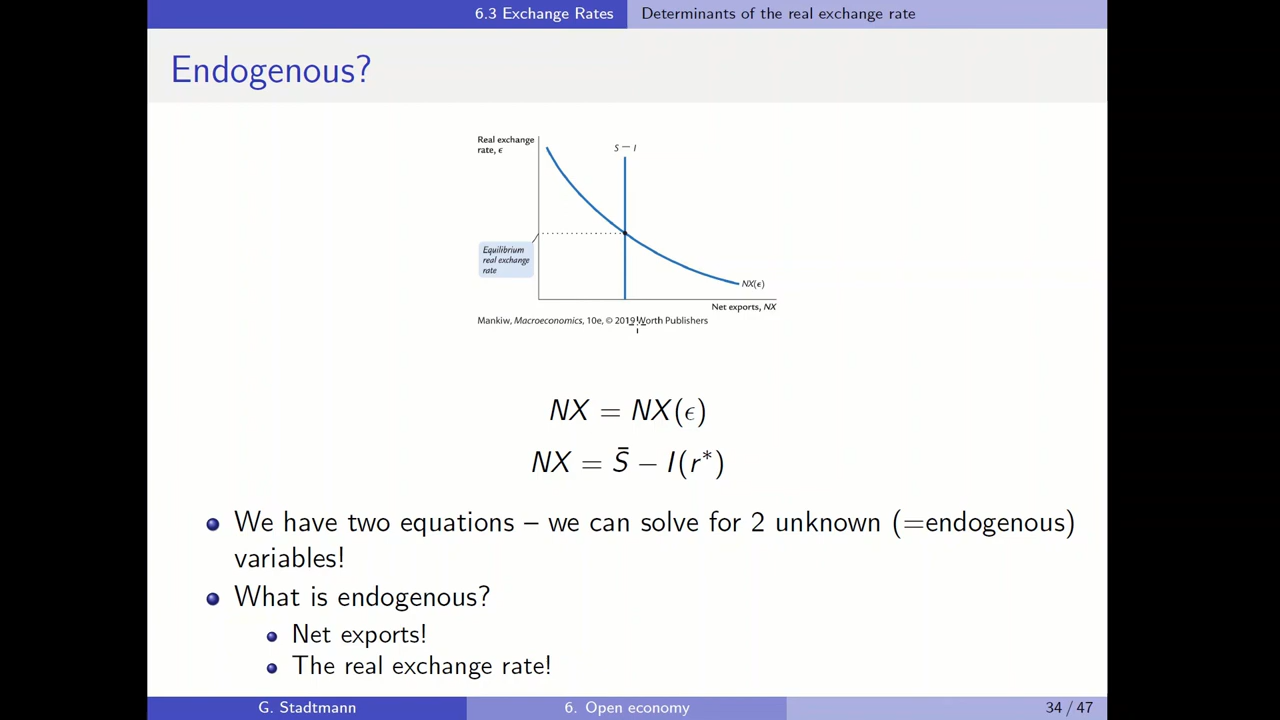 6.3 Exchange Rates Determinants of the real exchange rate
Endogenous?
Real exchange
rate, ϵ
S − I
Equilibrium
real exchange
rate
NX(ϵ)
Net exports, NX
Mankiw, Macroeconomics, 10e, © 2019 Worth Publishers
NX = NX(ϵ)
NX = S̄ − I(r*)
We have two equations – we can solve for 2 unknown (=endogenous)
variables!
What is endogenous?
Net exports!
The real exchange rate!
G. Stadtmann 6. Open economy 34 / 47